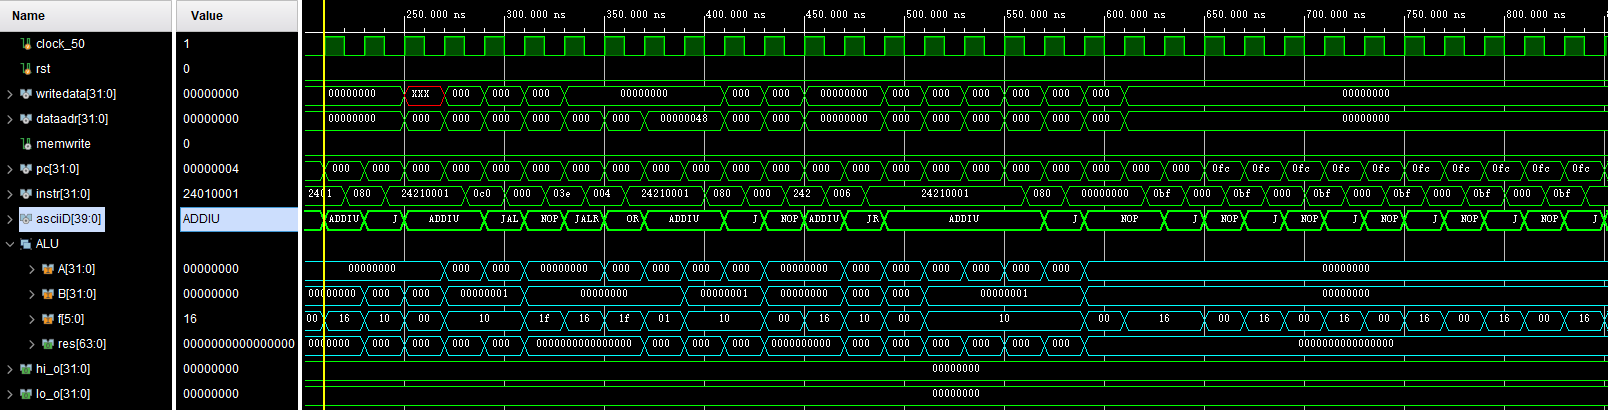 Name Value 250.000 ns 300.000 ns 350.000 ns 400.000 ns 450.000 ns 500.000 ns 550.000 ns 600.000 ns 650.000 ns 700.000 ns 750.000 ns 800.000 ns
clock_50 1
rst 0
writedata[31:0] 00000000 00000000 XXX 000 000 000 00000000 000 000 00000000 000 000 000 000 000 00000000
dataadr[31:0] 00000000 00000000 000 000 000 000 000 000 00000048 000 000 00000000 000 000 000 000 000 00000000
memwrite 0
pc[31:0] 00000004 000 000 000 000 000 000 000 000 000 000 000 000 000 000 000 000 000 000 000 000 000 000 0fc 0fc 0fc 0fc 0fc 0fc 0fc 0fc 0fc 0fc
instr[31:0] 24010001 2401 080 24210001 0c0 000 03e 004 24210001 080 000 242 006 24210001 080 00000000 0bf 000 0bf 000 0bf 000 0bf 000 0bf 000 0bf
asciiD[39:0] ADDIU ADDIU J ADDIU JAL NOP JALR OR ADDIU J NOP ADDIU JR ADDIU J NOP J NOP J NOP J NOP J NOP J NOP J
ALU
A[31:0] 00000000 00000000 000 000 00000000 000 000 000 000 00000000 000 000 000 000 000 000 00000000
B[31:0] 00000000 00000000 000 000 00000001 00000000 000 00000001 000 00000000 000 000 00000001 00000000
f[5:0] 16 00 16 10 00 10 1f 16 1f 01 10 00 16 10 00 10 00 16 00 16 00 16 00 16 00 16 00 16
res[63:0] 0000000000000000 0000000 000 000 000 000 0000000000000 000 000 000 000 0000000 000 000 000 000 000 000 0000000000000
hi_o[31:0] 00000000 00000000
lo_o[31:0] 00000000 00000000